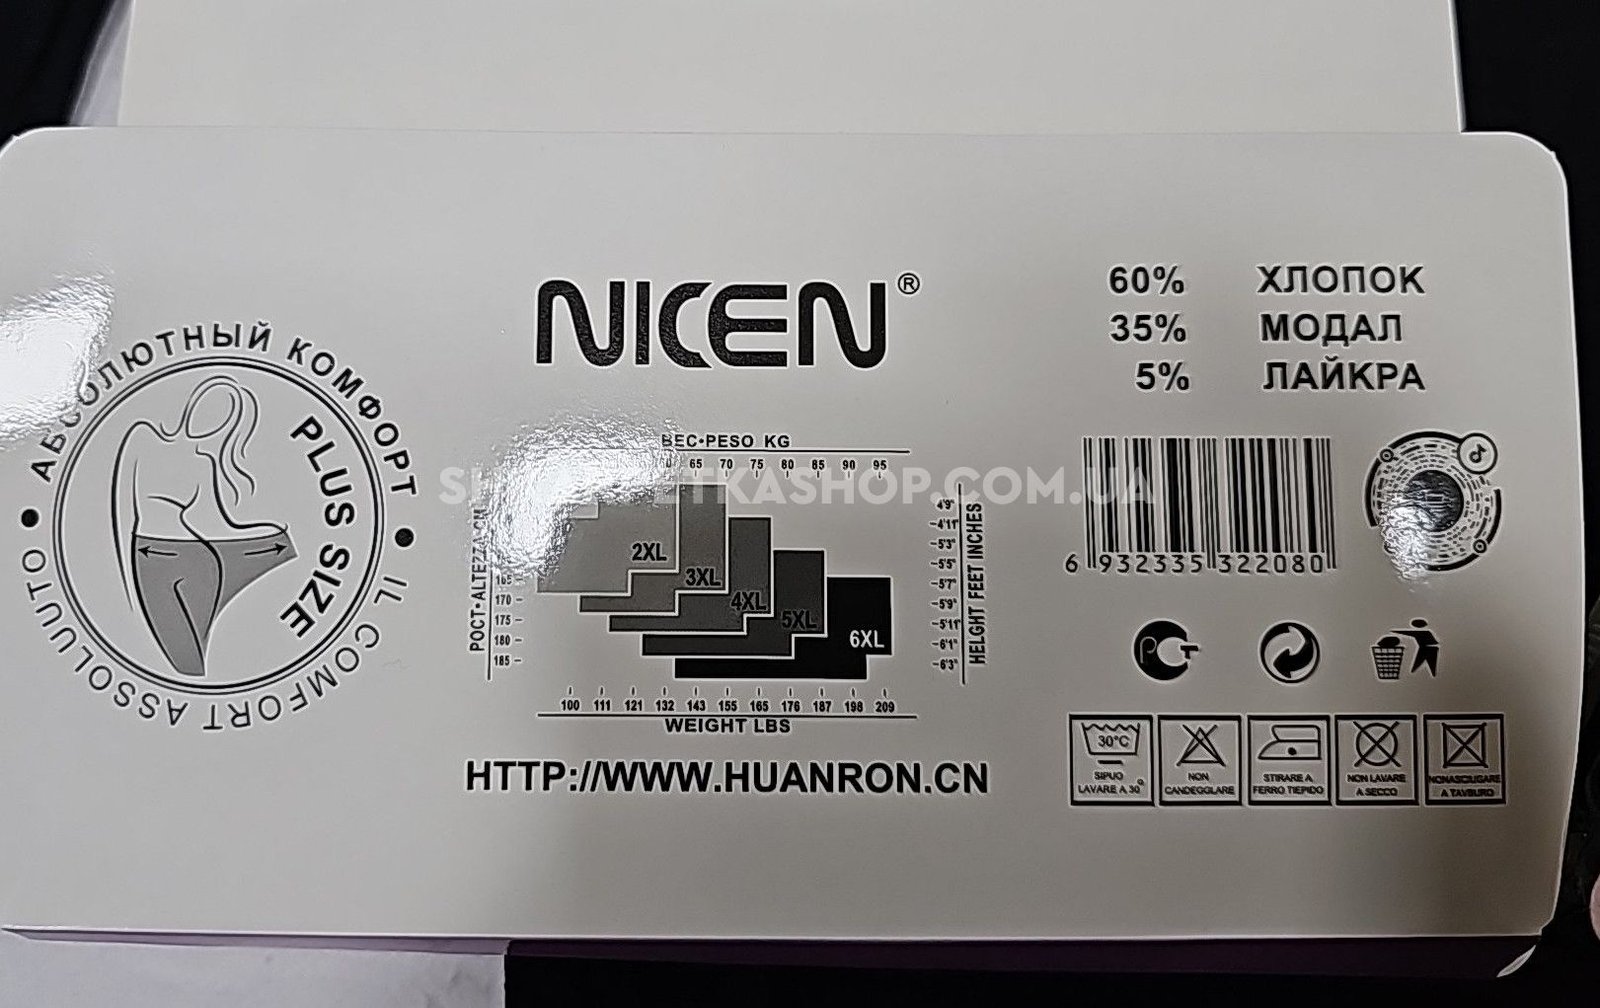 АБСОЛЮТНЫЙ КОМФОРТ
PLUS SIZE
IL COMFORT ASSOLUTO
NICEN®
60% ХЛОПОК
35% МОДАЛ
5% ЛАЙКРА
ВЕС•PESO KG
65 70 75 80 85 90 95
РОСТ•ALTEZZA
165
170
175
180
185
2XL
3XL
4XL
5XL
6XL
4'9"
4'11"
5'3"
5'5"
5'7"
5'9"
5'11"
6'1"
6'3"
HELGHT FEET INCHES
100 111 121 132 143 155 165 176 187 198 209
WEIGHT LBS
HTTP://WWW.HUANRON.CN
6 932335 322080
30°C
SIPUO
LAVARE A 30°
NON
CANDEGGLARE
STIRARE A
FERRO TIEPIDO
NON LAVARE
A SECCO
A TAVBURO